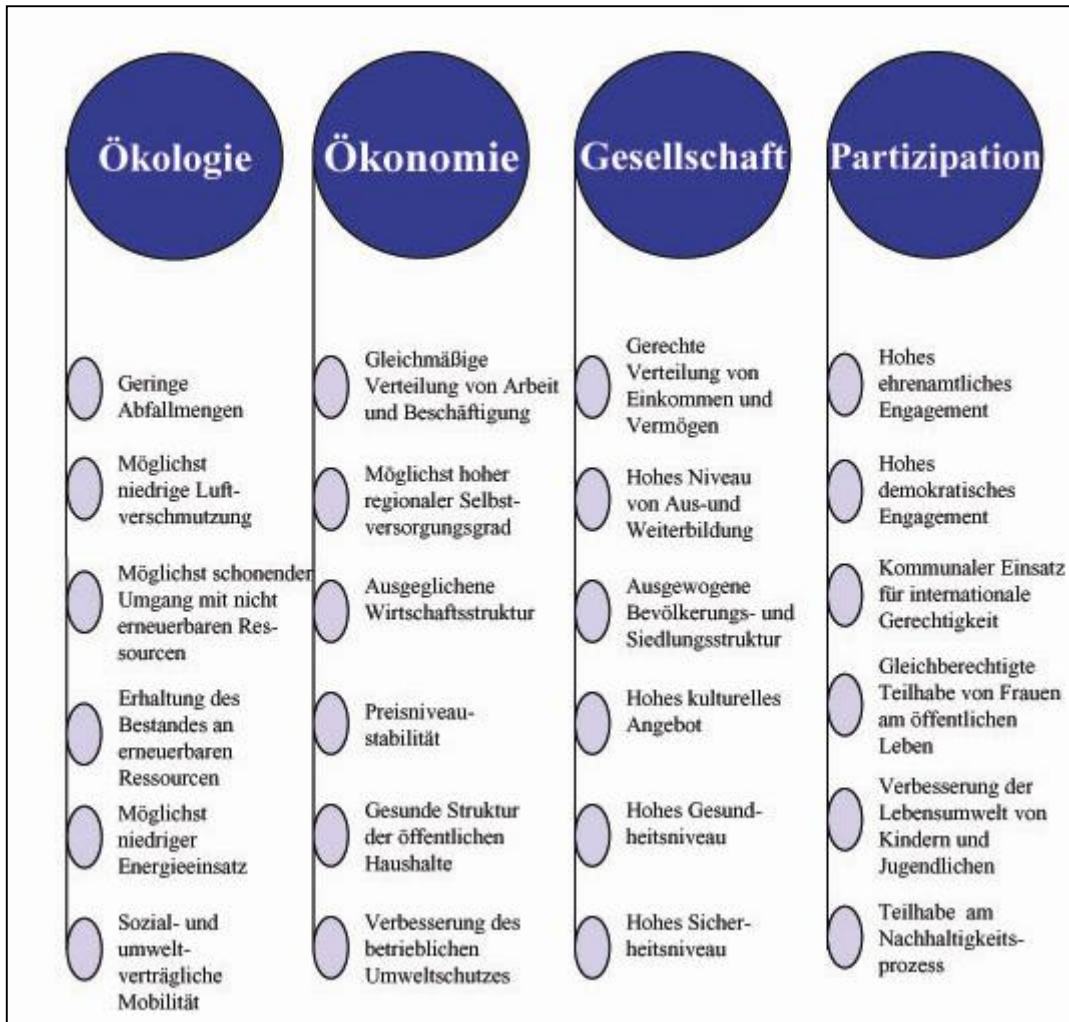 Ökologie
Ökonomie
Gesellschaft
Partizipation
Geringe
Abfallmengen
Möglichst
niedrige Luft-
verschmutzung
Möglichst schonender
Umgang mit nicht
erneuerbaren Res-
sourcen
Erhaltung des
Bestandes an
erneuerbaren
Ressourcen
Möglichst
niedriger
Energieeinsatz
Sozial- und
umwelt-
verträgliche
Mobilität
Gleichmäßige
Verteilung von Arbeit
und Beschäftigung
Möglichst hoher
regionaler Selbst-
versorgungsgrad
Ausgeglichene
Wirtschaftsstruktur
Preisniveau-
stabilität
Gesunde Struktur
der öffentlichen
Haushalte
Verbesserung des
betrieblichen
Umweltschutzes
Gerechte
Verteilung von
Einkommen und
Vermögen
Hohes Niveau
von Aus-und
Weiterbildung
Ausgewogene
Bevölkerungs- und
Siedlungsstruktur
Hohes kulturelles
Angebot
Hohes Gesund-
heitsniveau
Hohes Sicher-
heitsniveau
Hohes
ehrenamtliches
Engagement
Hohes
demokratisches
Engagement
Kommunaler Einsatz
für internationale
Gerechtigkeit
Gleichberechtigte
Teilhabe von Frauen
am öffentlichen
Leben
Verbesserung der
Lebensumwelt von
Kindern und
Jugendlichen
Teilhabe am
Nachhaltigkeits-
prozess